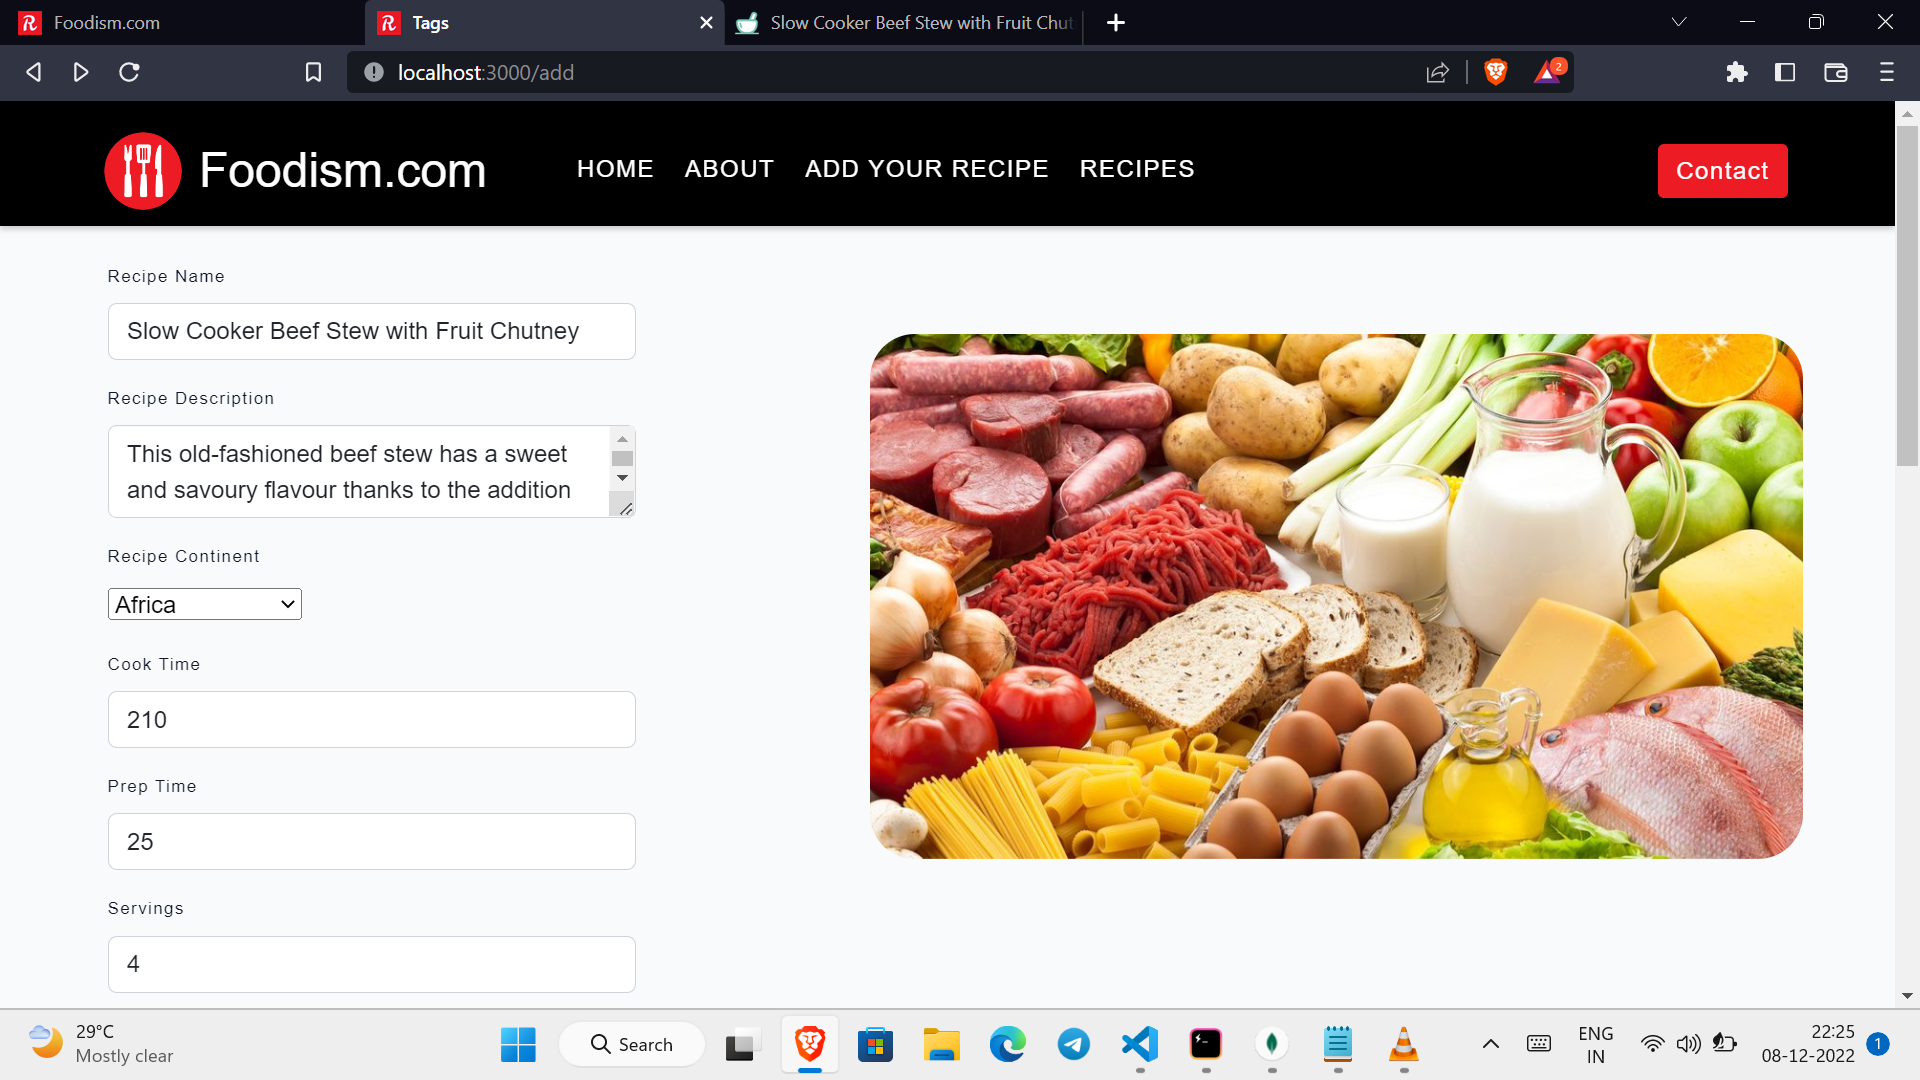 Foodism.com
Tags
Slow Cooker Beef Stew with Fruit Chut
localhost:3000/add
2
Foodism.com
HOME ABOUT ADD YOUR RECIPE RECIPES
Contact
Recipe Name
Slow Cooker Beef Stew with Fruit Chutney
Recipe Description
This old-fashioned beef stew has a sweet
and savoury flavour thanks to the addition
Recipe Continent
Africa
Cook Time
210
Prep Time
25
Servings
4
29°C
Mostly clear
Search
ENG
IN
22:25
08-12-2022
1